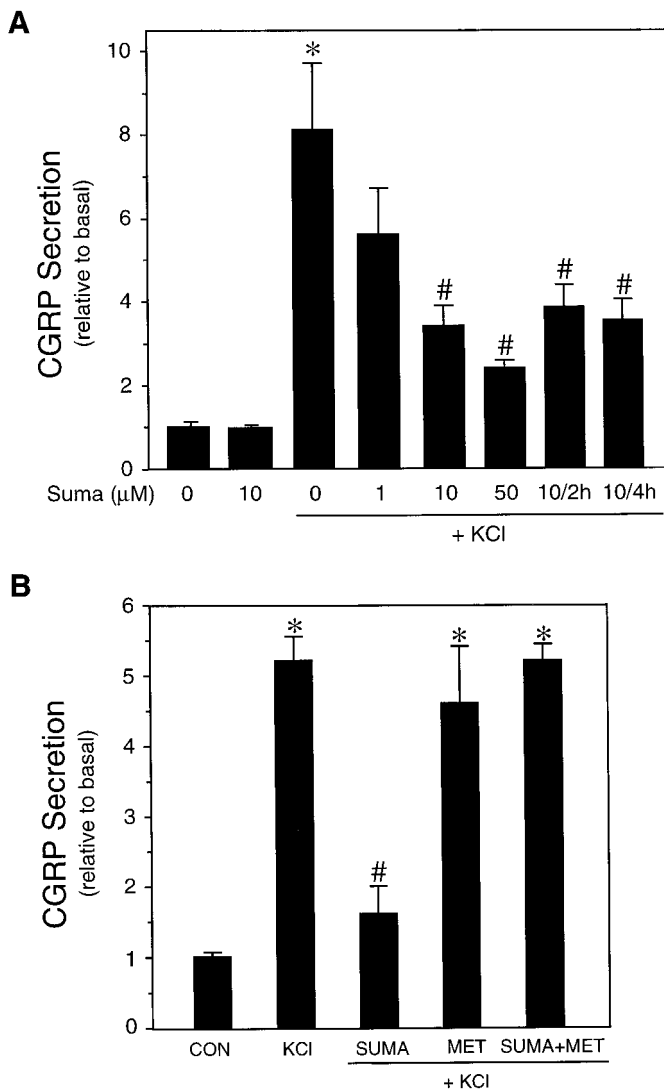 A
CGRP Secretion
(relative to basal)
10
8
6
4
2
0
*
#
#
#
#
Suma (μM) 0 10 0 1 10 50 10/2h 10/4h
+ KCl
B
CGRP Secretion
(relative to basal)
6
5
4
3
2
1
0
*
#
*
*
CON KCl SUMA MET SUMA+MET
+ KCl